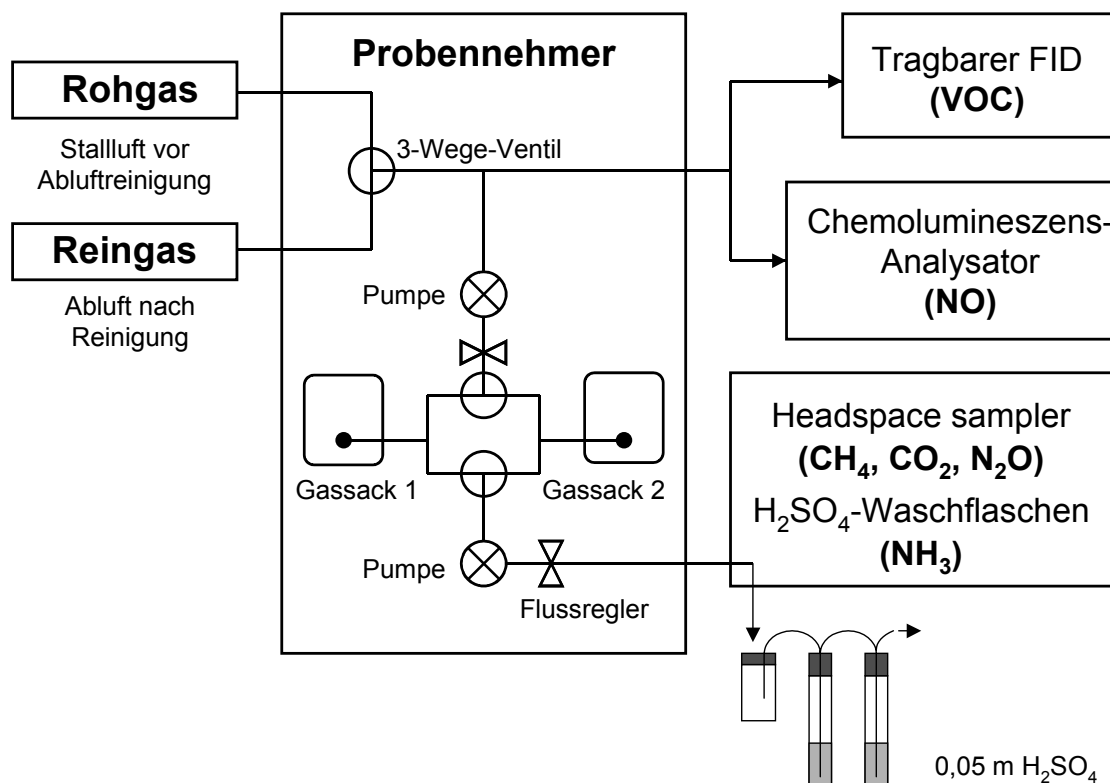 Probennehmer
Rohgas
Stallluft vor
Abluftreinigung
Reingas
Abluft nach
Reinigung
3-Wege-Ventil
Pumpe
Gassack 1
Gassack 2
Pumpe
Flussregler
Tragbarer FID
(VOC)
Chemolumineszens-
Analysator
(NO)
Headspace sampler
(CH₄, CO₂, N₂O)
H₂SO₄-Waschflaschen
(NH₃)
0,05 m H₂SO₄